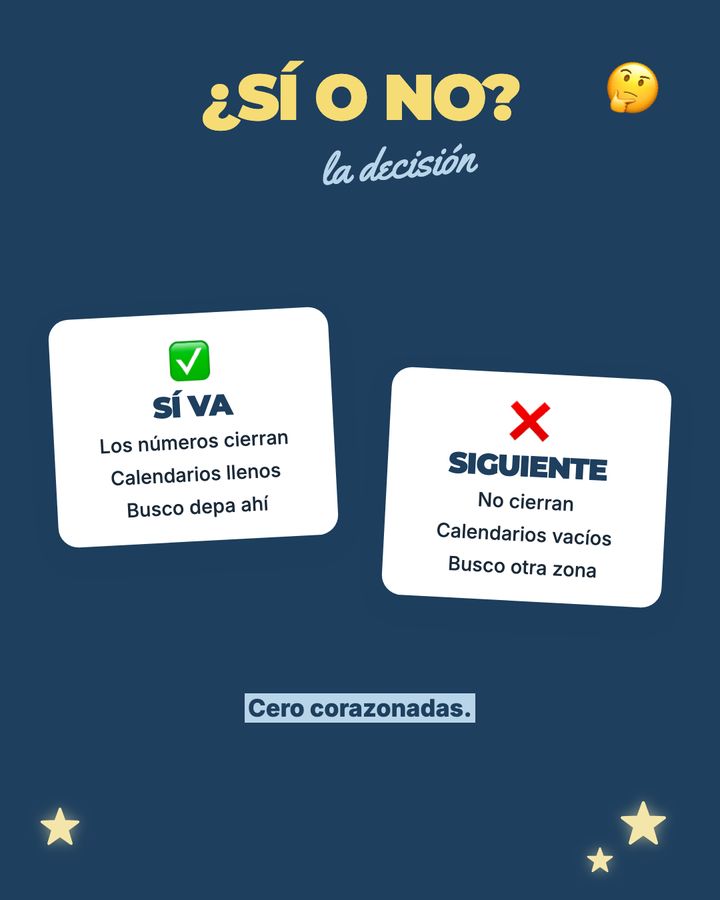 ¿SÍ O NO?
la decisión
SÍ VA
Los números cierran
Calendarios llenos
Busco depa ahí
SIGUIENTE
No cierran
Calendarios vacíos
Busco otra zona
Cero corazonadas.